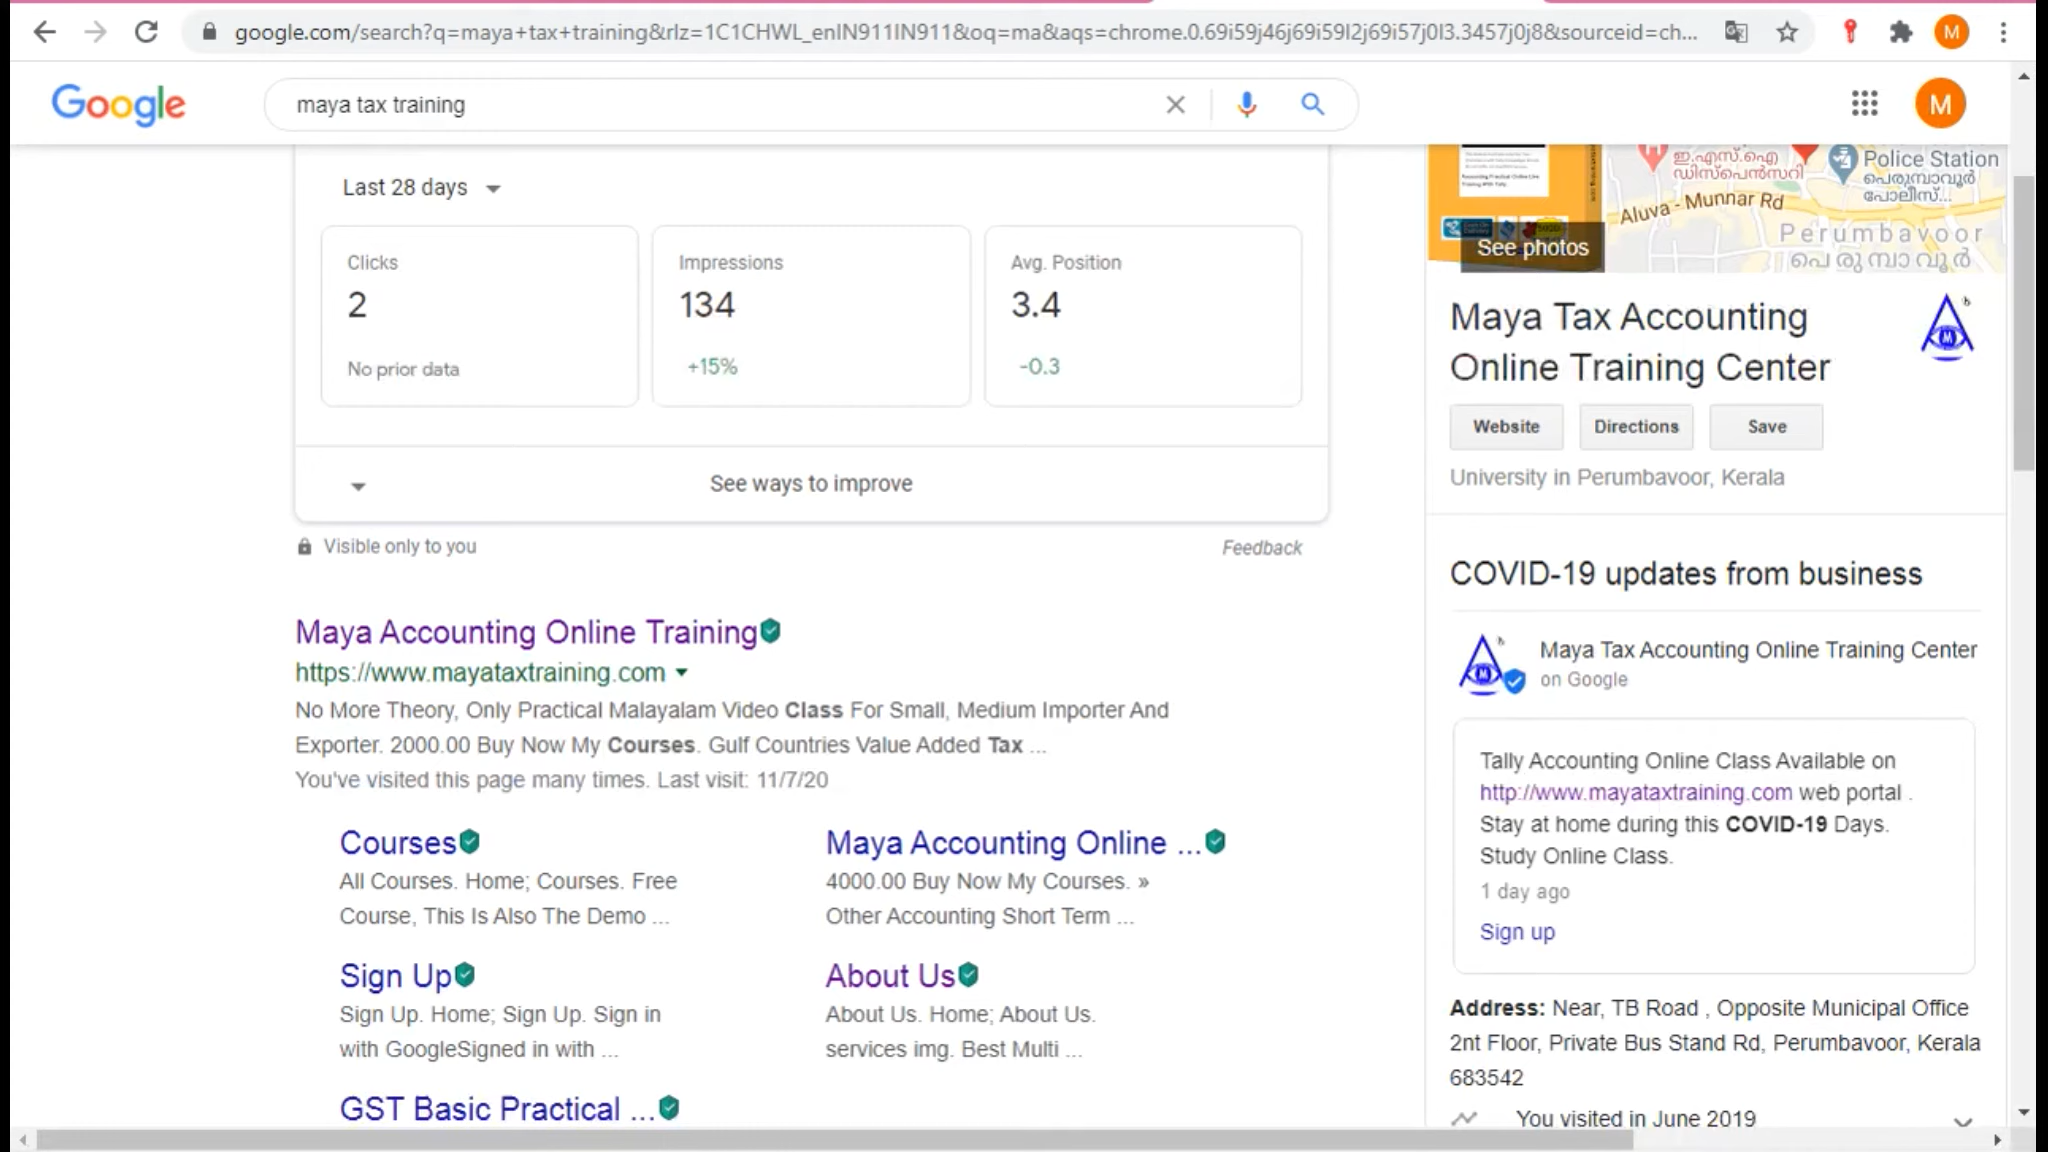 google.com/search?q=maya+tax+training&rlz=1C1CHWL_enIN911IN911&oq=ma&aqs=chrome.0.69i59j46j69i59l2j69i57j0l3.3457j0j8&sourceid=ch...
M
Google
maya tax training
M
Last 28 days
Clicks
2
No prior data
Impressions
134
+15%
Avg. Position
3.4
-0.3
See ways to improve
Visible only to you
Feedback
Maya Accounting Online Training
https://www.mayataxtraining.com
No More Theory, Only Practical Malayalam Video Class For Small, Medium Importer And
Exporter. 2000.00 Buy Now My Courses. Gulf Countries Value Added Tax ...
You've visited this page many times. Last visit: 11/7/20
Courses
All Courses. Home; Courses. Free
Course, This Is Also The Demo ...
Maya Accounting Online ...
4000.00 Buy Now My Courses. »
Other Accounting Short Term ...
Sign Up
Sign Up. Home; Sign Up. Sign in
with GoogleSigned in with ...
About Us
About Us. Home; About Us.
services img. Best Multi ...
GST Basic Practical ...
See photos
ഇ.എസ്.ഐ
ഡിസ്പെൻസറി
Police Station
പെരുമ്പാവൂർ
പോലീസ്...
Aluva - Munnar Rd
Perumbavoor
പെരുമ്പാവൂർ
Maya Tax Accounting
Online Training Center
Website
Directions
Save
University in Perumbavoor, Kerala
COVID-19 updates from business
Maya Tax Accounting Online Training Center
on Google
Tally Accounting Online Class Available on
http://www.mayataxtraining.com web portal .
Stay at home during this COVID-19 Days.
Study Online Class.
1 day ago
Sign up
Address: Near, TB Road , Opposite Municipal Office
2nt Floor, Private Bus Stand Rd, Perumbavoor, Kerala
683542
You visited in June 2019